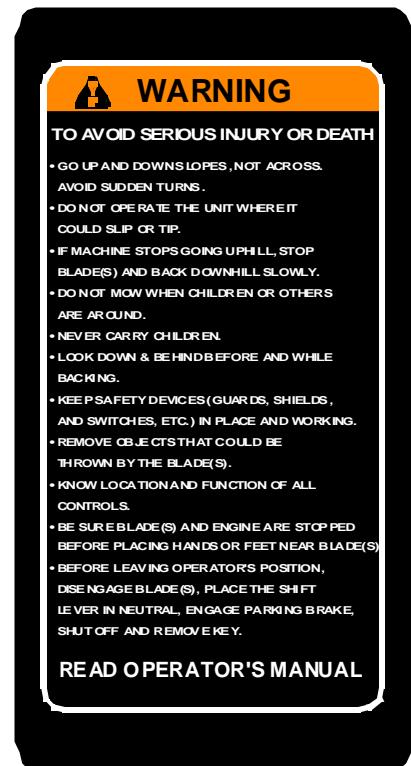 WARNING
TO AVOID SERIOUS INJURY OR DEATH
• GO UP AND DOWN SLOPES, NOT ACROSS.
AVOID SUDDEN TURNS.
• DO NOT OPERATE THE UNIT WHERE IT
COULD SLIP OR TIP.
• IF MACHINE STOPS GOING UPHILL, STOP
BLADE(S) AND BACK DOWNHILL SLOWLY.
• DO NOT MOW WHEN CHILDREN OR OTHERS
ARE AROUND.
• NEVER CARRY CHILDREN.
• LOOK DOWN & BEHIND BEFORE AND WHILE
BACKING.
• KEEP SAFETY DEVICES (GUARDS, SHIELDS,
AND SWITCHES, ETC.) IN PLACE AND WORKING.
• REMOVE OBJECTS THAT COULD BE
THROWN BY THE BLADE(S).
• KNOW LOCATION AND FUNCTION OF ALL
CONTROLS.
• BE SURE BLADE(S) AND ENGINE ARE STOPPED
BEFORE PLACING HANDS OR FEET NEAR BLADE(S)
• BEFORE LEAVING OPERATOR'S POSITION,
DISENGAGE BLADE(S), PLACE THE SHIFT
LEVER IN NEUTRAL, ENGAGE PARKING BRAKE,
SHUT OFF AND REMOVE KEY.
READ OPERATOR'S MANUAL